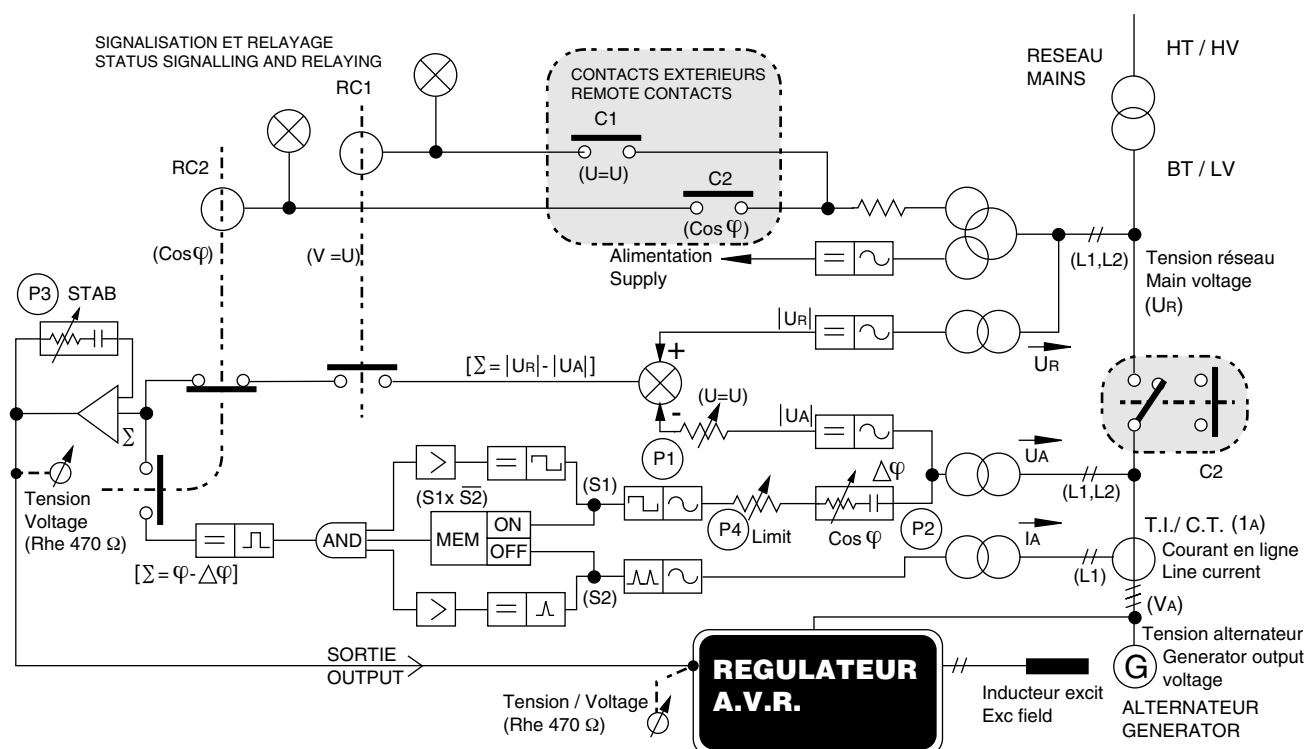 SIGNALISATION ET RELAYAGE
STATUS SIGNALLING AND RELAYING
RC1
RC2
CONTACTS EXTERIEURS
REMOTE CONTACTS
C1
(U=U)
C2
(Cos φ)
RESEAU
MAINS
HT / HV
BT / LV
(Cosφ)
(V =U)
Alimentation
Supply
=
(L1,L2)
Tension réseau
Main voltage
(UR)
P3
STAB
|UR|
=
UR
[Σ = |UR| - |UA|]
+
-
(U=U)
P1
|UA|
=
UA
(L1,L2)
C2
Σ
Tension
Voltage
(Rhe 470 Ω)
>
=
(S1x S̅2̅)
(S1)
P4
Limit
Δφ
Cos φ
P2
=
[Σ = φ - Δφ]
AND
MEM
ON
OFF
>
=
(S2)
IA
(L1)
T.I./ C.T. (1A)
Courant en ligne
Line current
(VA)
Tension alternateur
Generator output
voltage
G
ALTERNATEUR
GENERATOR
SORTIE
OUTPUT
Tension / Voltage
(Rhe 470 Ω)
REGULATEUR
A.V.R.
Inducteur excit
Exc field